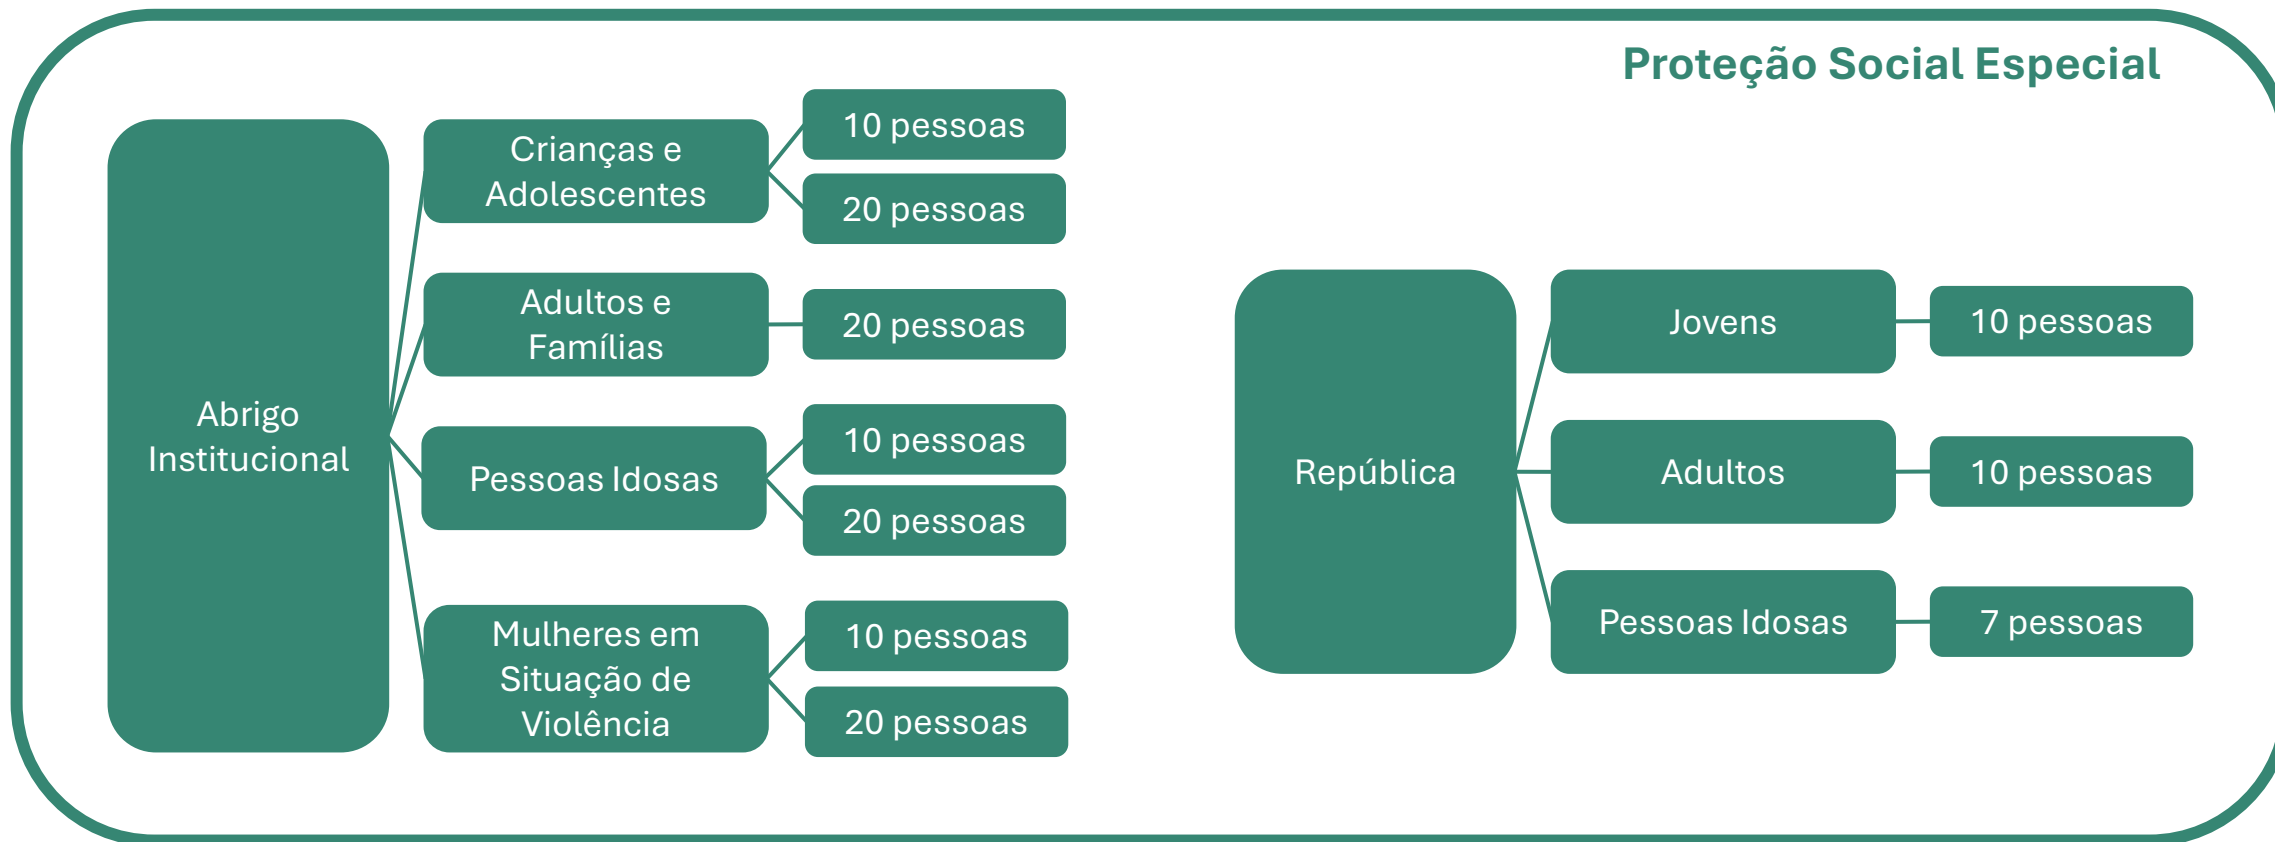 Proteção Social Especial
Abrigo
Institucional
Crianças e
Adolescentes
10 pessoas
20 pessoas
Adultos e
Famílias
20 pessoas
Pessoas Idosas
10 pessoas
20 pessoas
Mulheres em
Situação de
Violência
10 pessoas
20 pessoas
República
Jovens
10 pessoas
Adultos
10 pessoas
Pessoas Idosas
7 pessoas